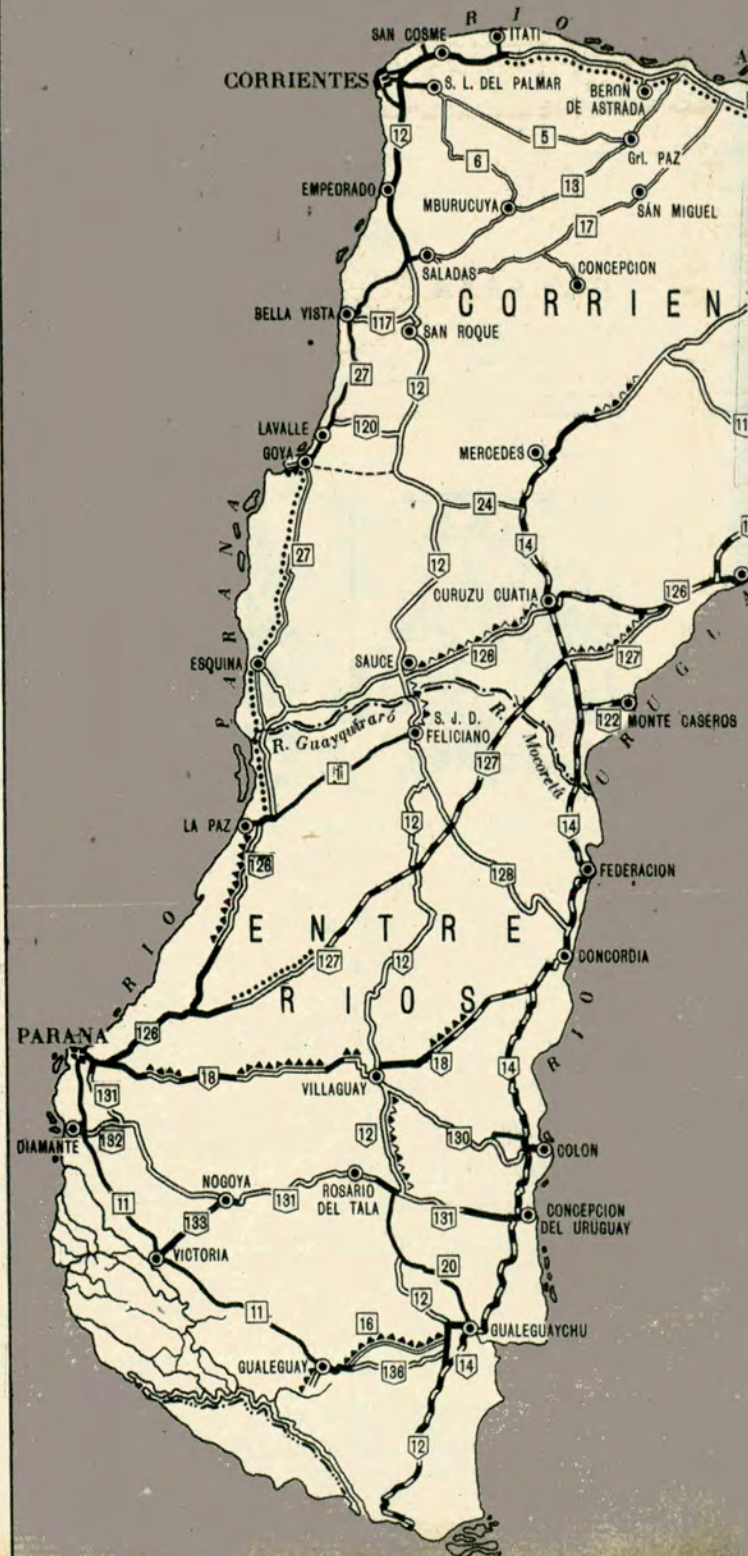 RIO
SAN COSME
ITATI
CORRIENTES
S. L. DEL PALMAR
BERON
DE ASTRADA
12
5
6
Grl. PAZ
13
EMPEDRADO
MBURUCUYA
SÁN MIGUEL
17
SALADAS
CONCEPCION
CORRIEN
BELLA VISTA
117
SAN ROQUE
27
12
LAVALLE
120
GOYA
MERCEDES
24
14
PARANA
27
12
CURUZU CUATIA
126
ESQUINA
SAUCE
126
127
122
MONTE CASEROS
R. Guayquiraró
S. J. D.
FELICIANO
R. Mocoretá
URUGUA
127
1
12
14
LA PAZ
126
128
FEDERACION
RIO
ENTRE
RIOS
127
12
CONCORDIA
RIO
PARANA
126
18
18
14
VILLAGUAY
131
132
12
130
DIAMANTE
COLON
NOGOYA
131
ROSARIO
DEL TALA
131
CONCEPCION
DEL URUGUAY
11
133
VICTORIA
20
12
11
16
GUALEGUAYCHU
GUALEGUAY
136
14
12